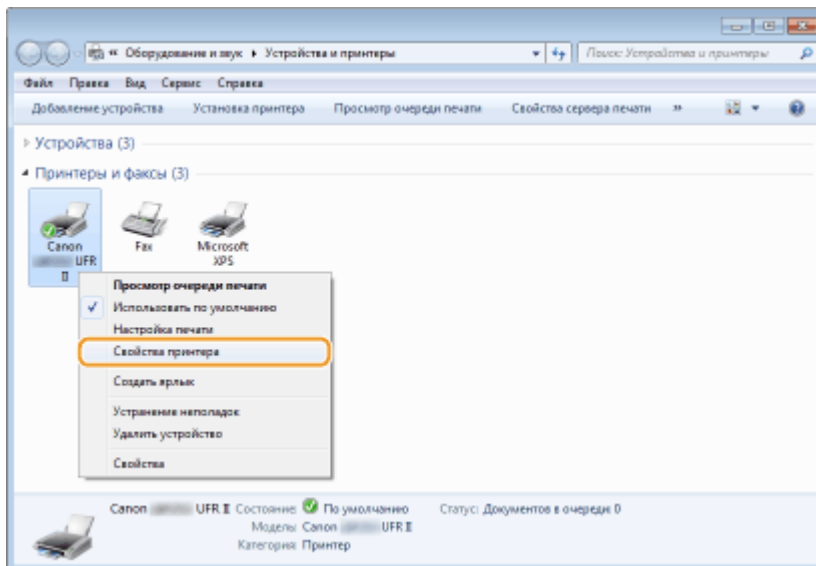 « Оборудование и звук ▸ Устройства и принтеры
Поиск: Устройства и принтеры
Файл Правка Вид Сервис Справка
Добавление устройства Установка принтера Просмотр очереди печати Свойства сервера печати »
Устройства (3)
Принтеры и факсы (3)
Canon
UFR
II
Fax
Microsoft
XPS
Просмотр очереди печати
Использовать по умолчанию
Настройка печати
Свойства принтера
Создать ярлык
Устранение неполадок
Удалить устройство
Свойства
Canon UFR II Состояние: По умолчанию Статус: Документов в очереди: 0
Модель: Canon UFR II
Категория: Принтер